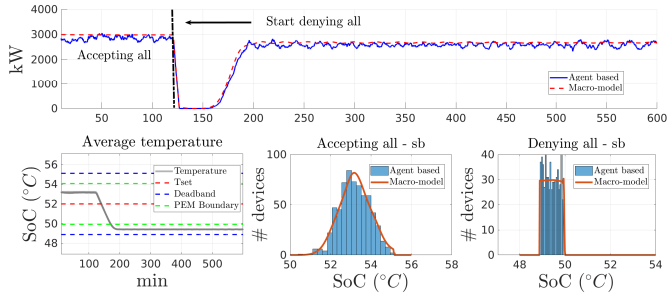 4000
3000
2000
1000
0
kW
Accepting all
Start denying all
Agent based
Macro-model
50 100 150 200 250 300 350 400 450 500 550 600
Average temperature
56
54
52
50
48
SoC (°C)
Temperature
Tset
Deadband
PEM Boundary
100 200 300 400 500
min
Accepting all - sb
100
50
0
# devices
Agent based
Macro-model
50 52 54 56 58
SoC (°C)
Denying all - sb
40
30
20
10
0
# devices
Agent based
Macro-model
48 50 52 54
SoC (°C)